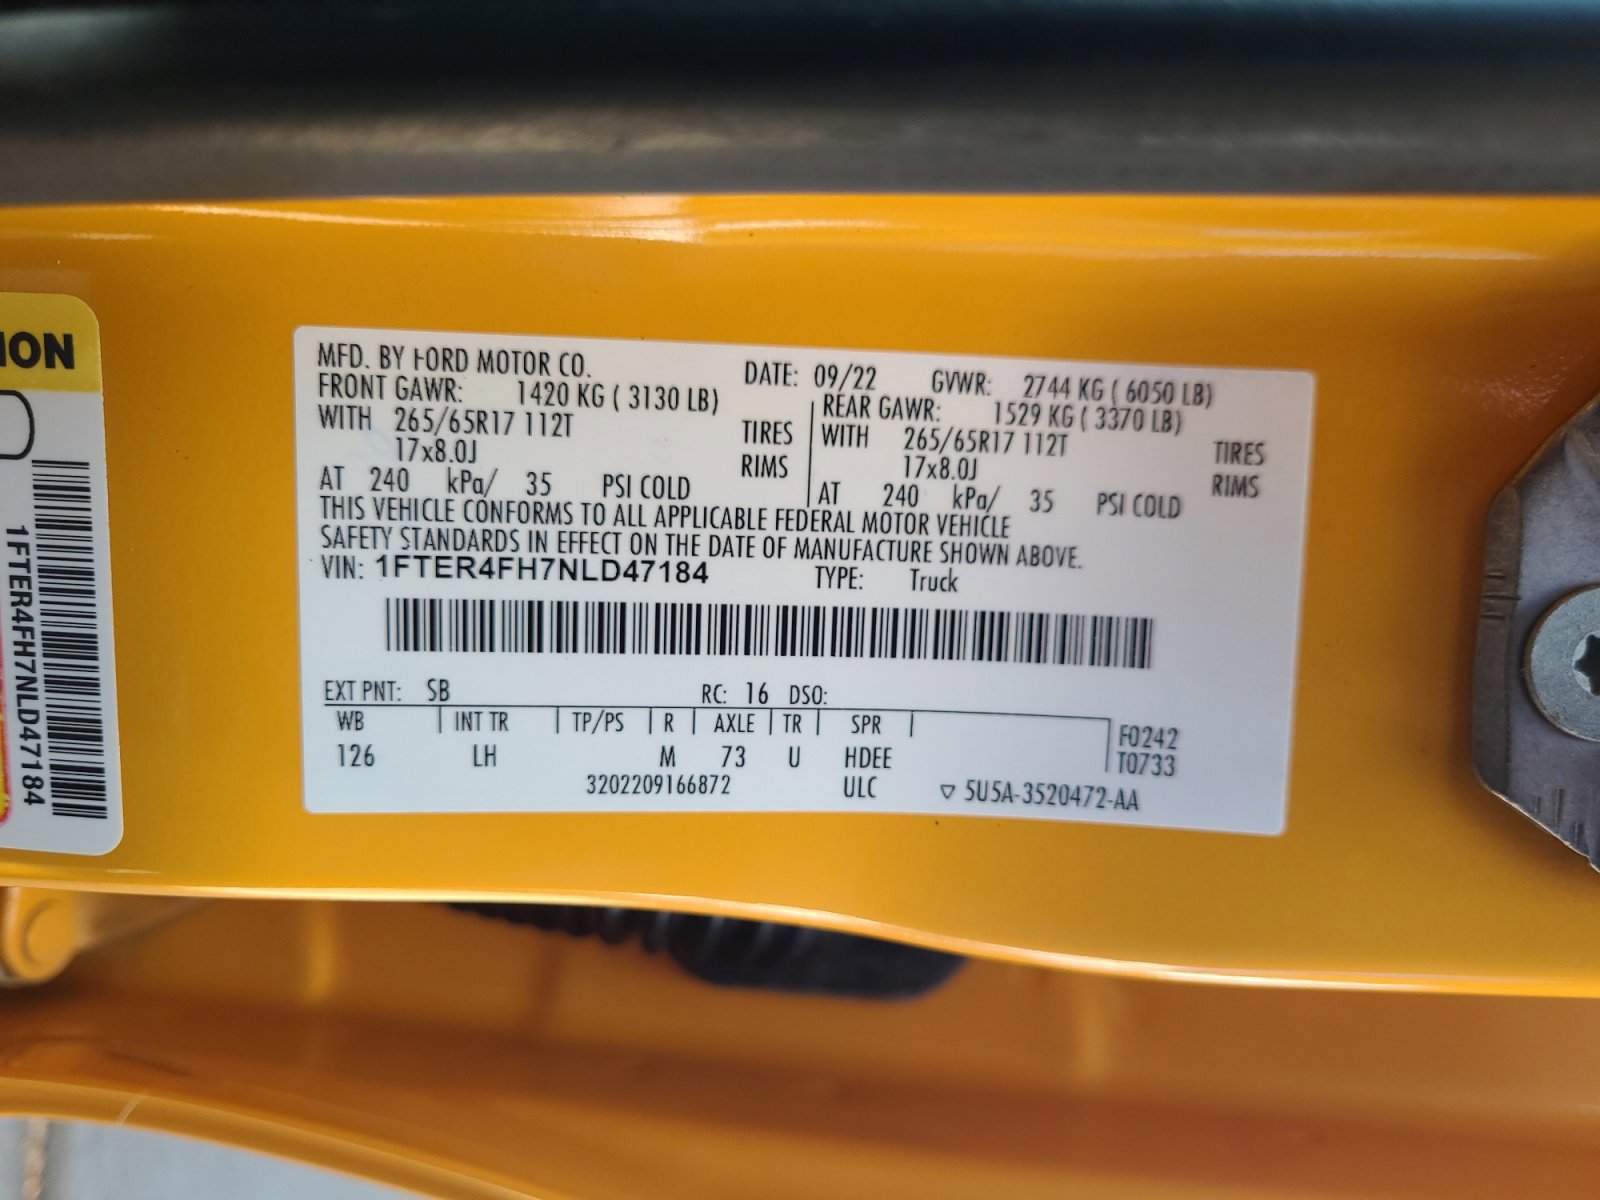 ION
1FTER4FH7NLD47184
MFD. BY FORD MOTOR CO. DATE: 09/22 GVWR: 2744 KG ( 6050 LB)
FRONT GAWR: 1420 KG ( 3130 LB) REAR GAWR: 1529 KG ( 3370 LB)
WITH 265/65R17 112T TIRES WITH 265/65R17 112T TIRES
17x8.0J RIMS 17x8.0J RIMS
AT 240 kPa/ 35 PSI COLD AT 240 kPa/ 35 PSI COLD
THIS VEHICLE CONFORMS TO ALL APPLICABLE FEDERAL MOTOR VEHICLE
SAFETY STANDARDS IN EFFECT ON THE DATE OF MANUFACTURE SHOWN ABOVE.
VIN: 1FTER4FH7NLD47184 TYPE: Truck
EXT PNT: SB RC: 16 DSO:
WB INT TR TP/PS R AXLE TR SPR F0242
126 LH M 73 U HDEE T0733
3202209166872 ULC ▽ 5U5A-3520472-AA